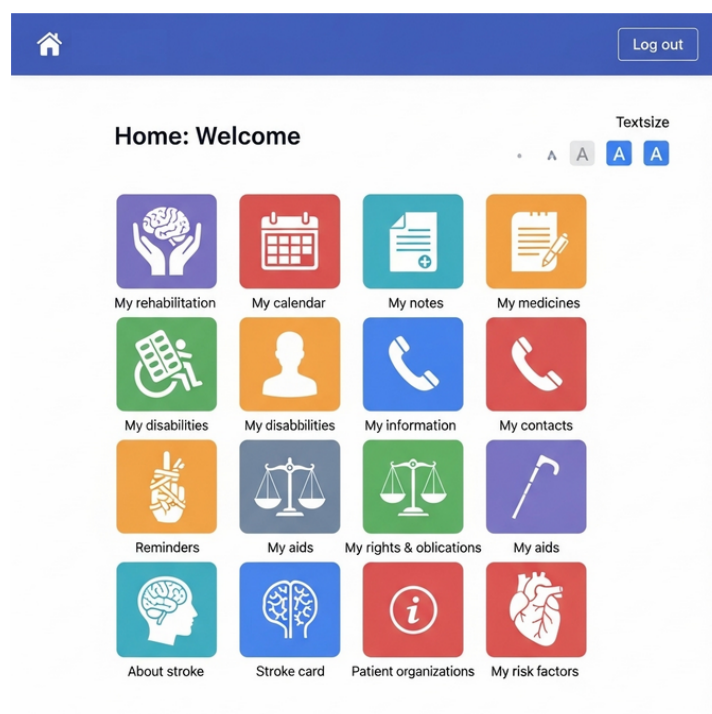 Log out
Textsize
Home: Welcome
A A A A
My rehabilitation My calendar My notes My medicines
My disabilities My disabbilities My information My contacts
Reminders My aids My rights & oblications My aids
About stroke Stroke card i Patient organizations My risk factors